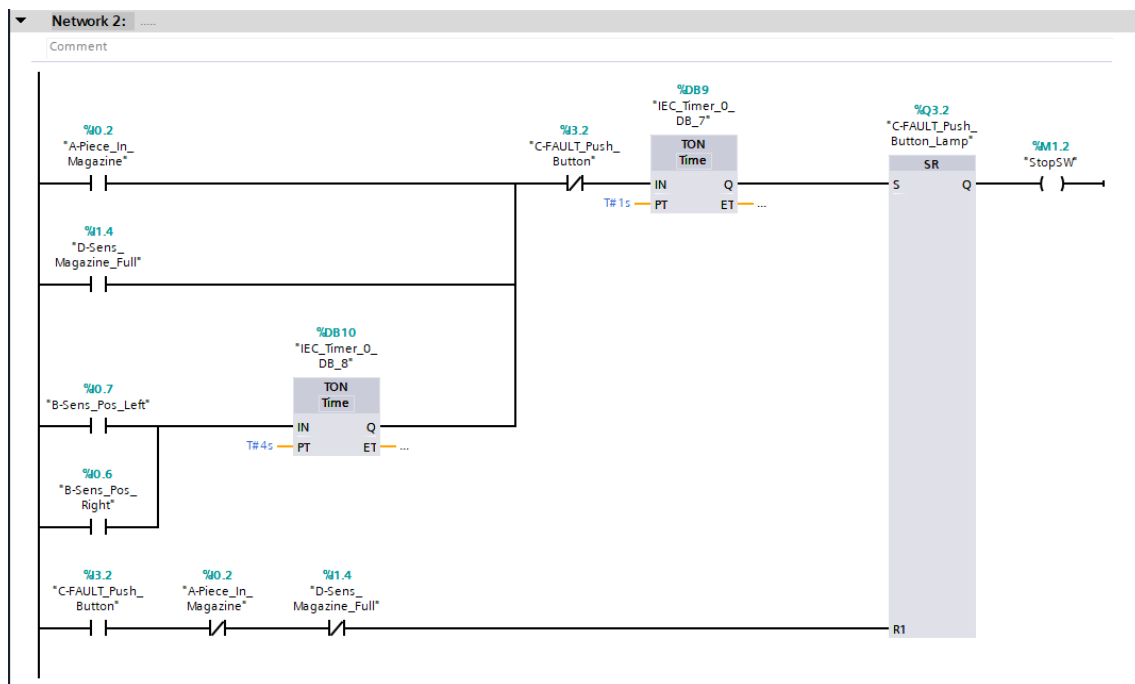 Network 2: .....
Comment
%DB9
"IEC_Timer_0_
DB_7"
%Q3.2
"C-FAULT_Push_
Button_Lamp"
%I0.2
"A-Piece_In_
Magazine"
%I3.2
"C-FAULT_Push_
Button"
TON
Time
SR
%M1.2
"StopSW"
IN Q
S Q
T#1s PT ET ...
%I1.4
"D-Sens_
Magazine_Full"
%DB10
"IEC_Timer_0_
DB_8"
%I0.7
"B-Sens_Pos_Left"
TON
Time
IN Q
T#4s PT ET ...
%I0.6
"B-Sens_Pos_
Right"
%I3.2
"C-FAULT_Push_
Button"
%I0.2
"A-Piece_In_
Magazine"
%I1.4
"D-Sens_
Magazine_Full"
R1